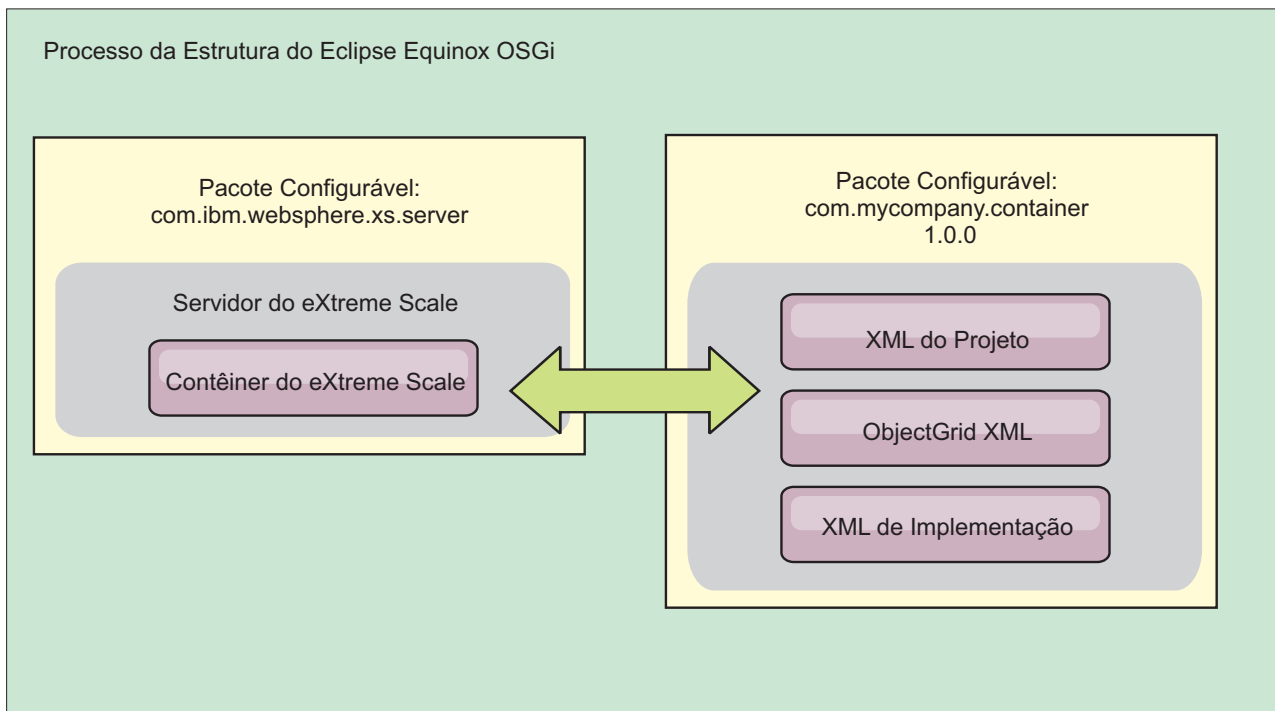 Processo da Estrutura do Eclipse Equinox OSGi
Pacote Configurável:
com.ibm.websphere.xs.server
Servidor do eXtreme Scale
Contêiner do eXtreme Scale
Pacote Configurável:
com.mycompany.container
1.0.0
XML do Projeto
ObjectGrid XML
XML de Implementação